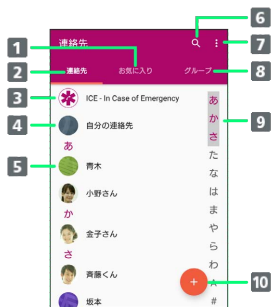 6
連絡先
7
1
2
連絡先 お気に入り グループ
8
3
ICE - In Case of Emergency
あ
4
自分の連絡先
か
9
あ
さ
5
青木
た
な
小野さん
は
か
ま
金子さん
や
さ
ら
斉藤くん
わ
10
A
坂本
#